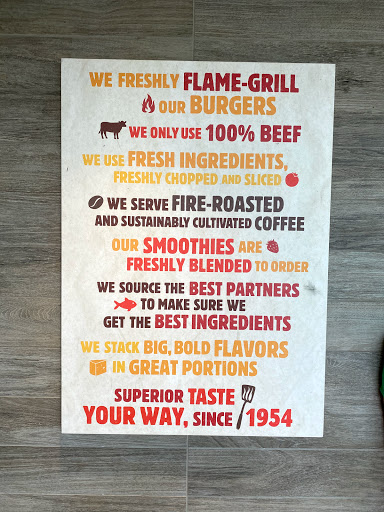 WE FRESHLY FLAME-GRILL
OUR BURGERS
WE ONLY USE 100% BEEF
WE USE FRESH INGREDIENTS,
FRESHLY CHOPPED AND SLICED
WE SERVE FIRE-ROASTED
AND SUSTAINABLY CULTIVATED COFFEE
OUR SMOOTHIES ARE
FRESHLY BLENDED TO ORDER
WE SOURCE THE BEST PARTNERS
TO MAKE SURE WE
GET THE BEST INGREDIENTS
WE STACK BIG, BOLD FLAVORS
IN GREAT PORTIONS
SUPERIOR TASTE
YOUR WAY, SINCE 1954